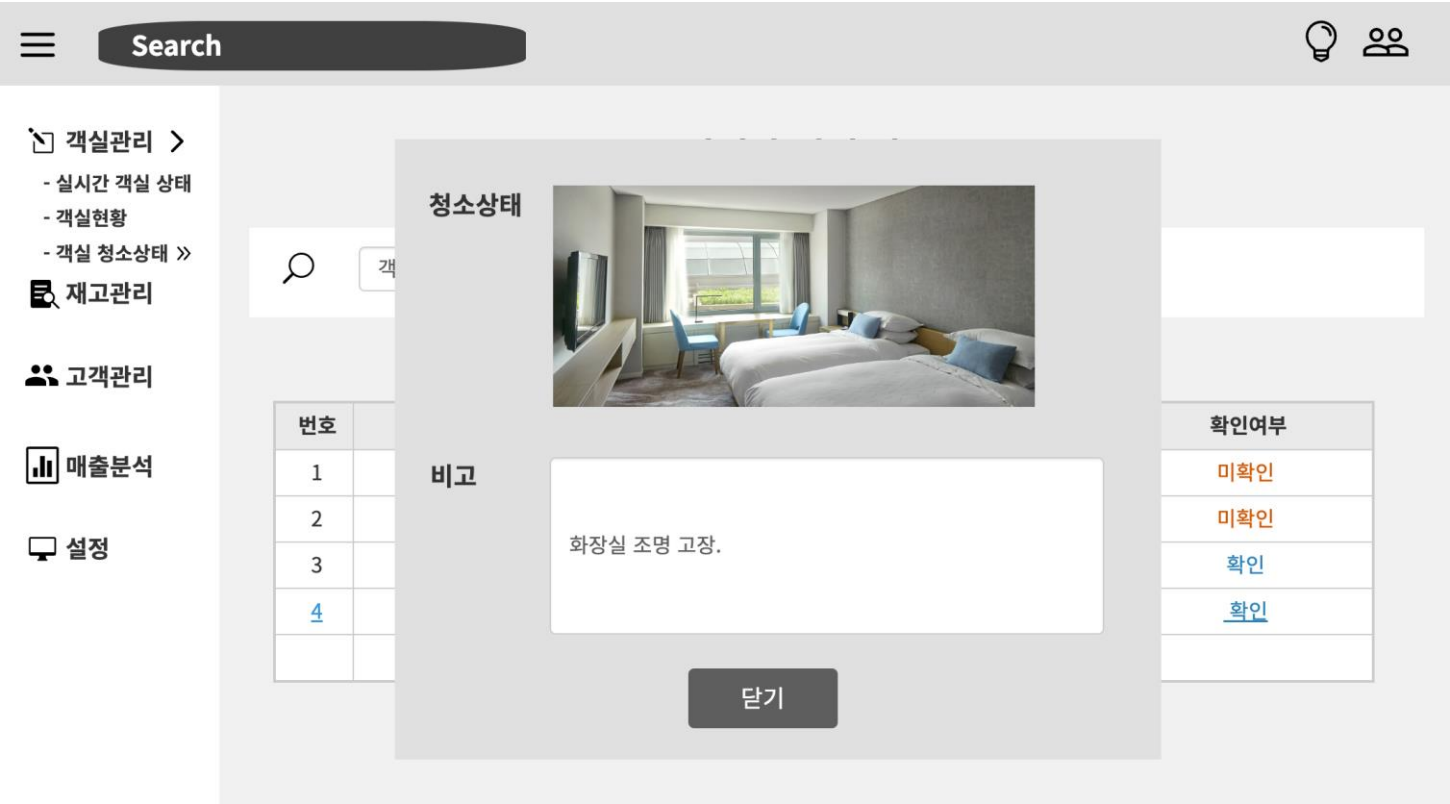 Search
객실관리
- 실시간 객실 상태
- 객실현황
- 객실 청소상태 »
재고관리
고객관리
매출분석
설정
청소상태
비고
화장실 조명 고장.
닫기
번호 확인여부
1 미확인
2 미확인
3 확인
4 확인